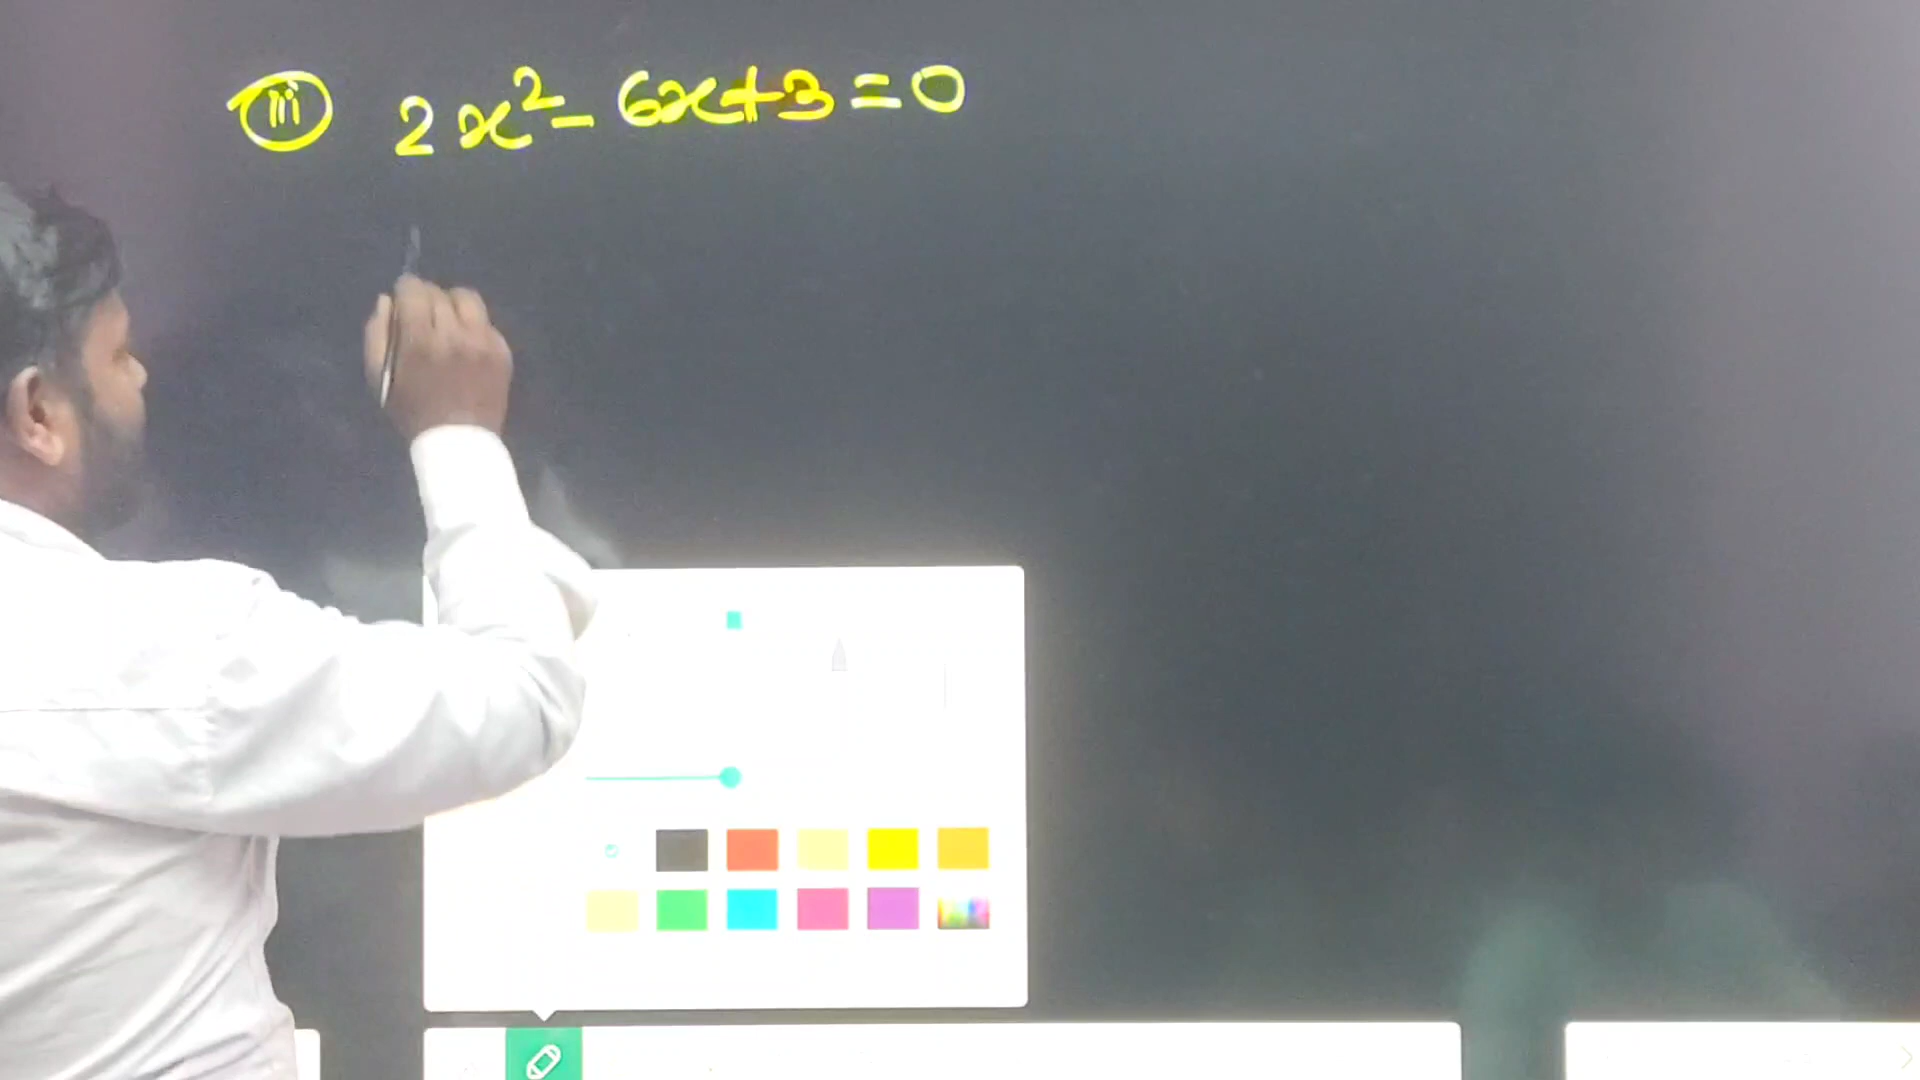 iii 2x² - 6x + 3 = 0